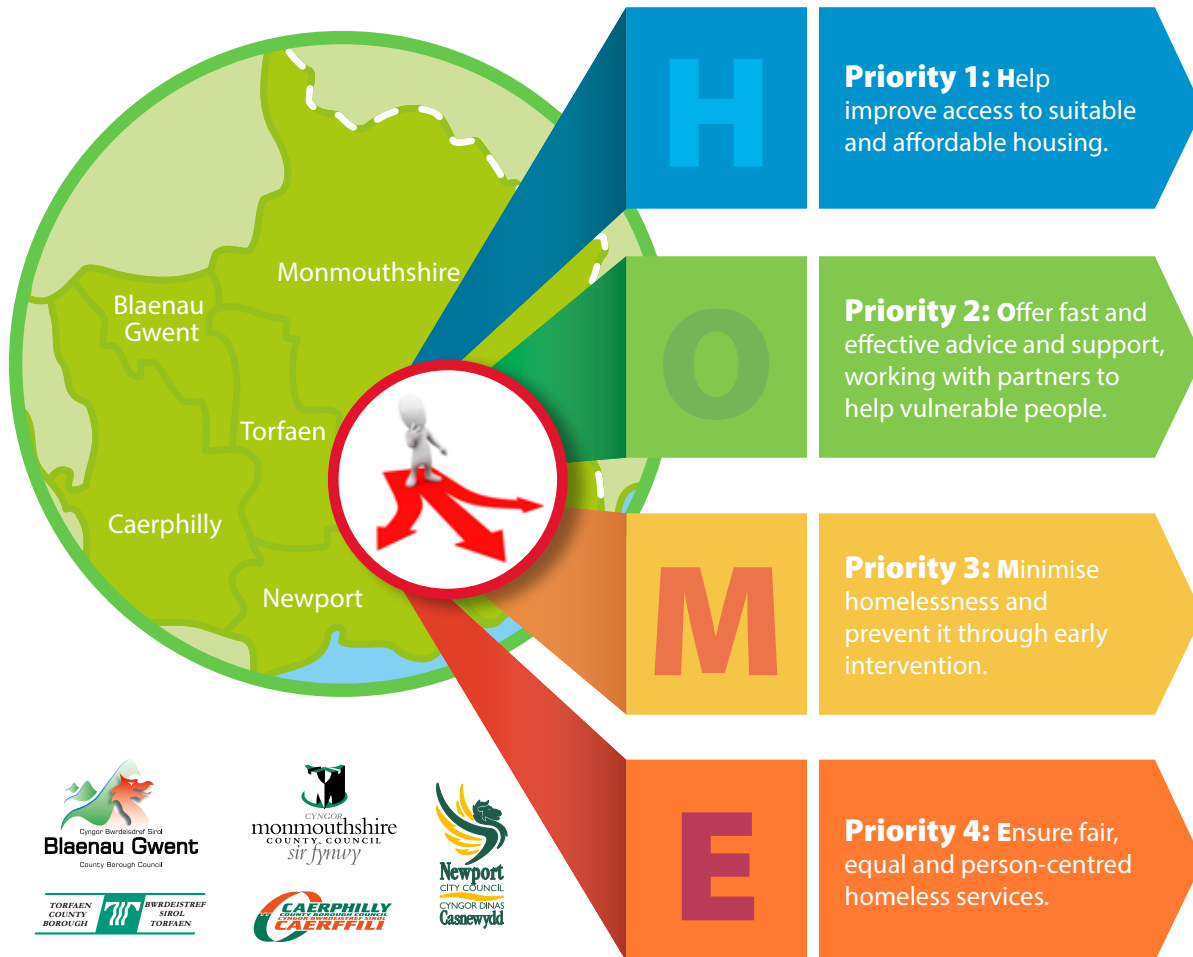 Monmouthshire
Blaenau
Gwent
Torfaen
Caerphilly
Newport
H
Priority 1: Help
improve access to suitable
and affordable housing.
O
Priority 2: Offer fast and
effective advice and support,
working with partners to
help vulnerable people.
M
Priority 3: Minimise
homelessness and
prevent it through early
intervention.
E
Priority 4: Ensure fair,
equal and person-centred
homeless services.
Cyngor Bwrdeisdref Sirol
Blaenau Gwent
County Borough Council
CYNGOR
monmouthshire
COUNTY COUNCIL
sir fynwy
Newport
CITY COUNCIL
CYNGOR DINAS
Casnewydd
TORFAEN
COUNTY
BOROUGH
BWRDEISTREF
SIROL
TORFAEN
CAERPHILLY
COUNTY BOROUGH COUNCIL
CYNGOR BWRDEISTREF SIROL
CAERFFILI